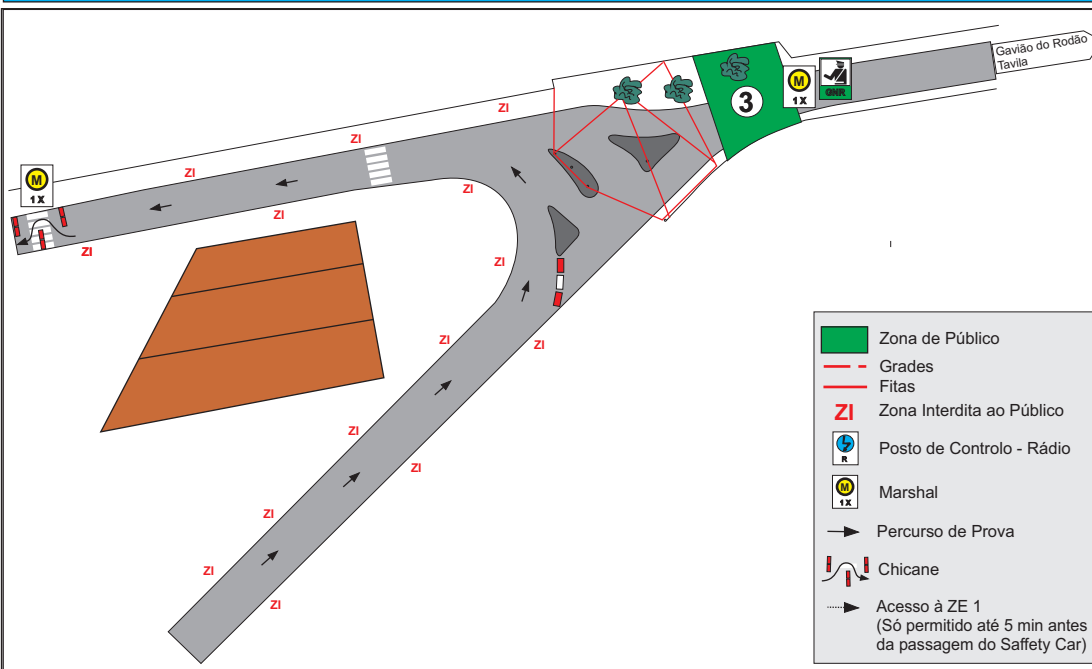 Gavião do Rodão
Tavila
M
1X
GNR
3
ZI
ZI
ZI
M
1X
ZI
ZI
ZI
ZI
ZI
ZI
ZI
ZI
ZI
ZI
ZI
ZI
Zona de Público
Grades
Fitas
ZI
Zona Interdita ao Público
R
Posto de Controlo - Rádio
M
1X
Marshal
Percurso de Prova
Chicane
Acesso à ZE 1
(Só permitido até 5 min antes
da passagem do Saffety Car)